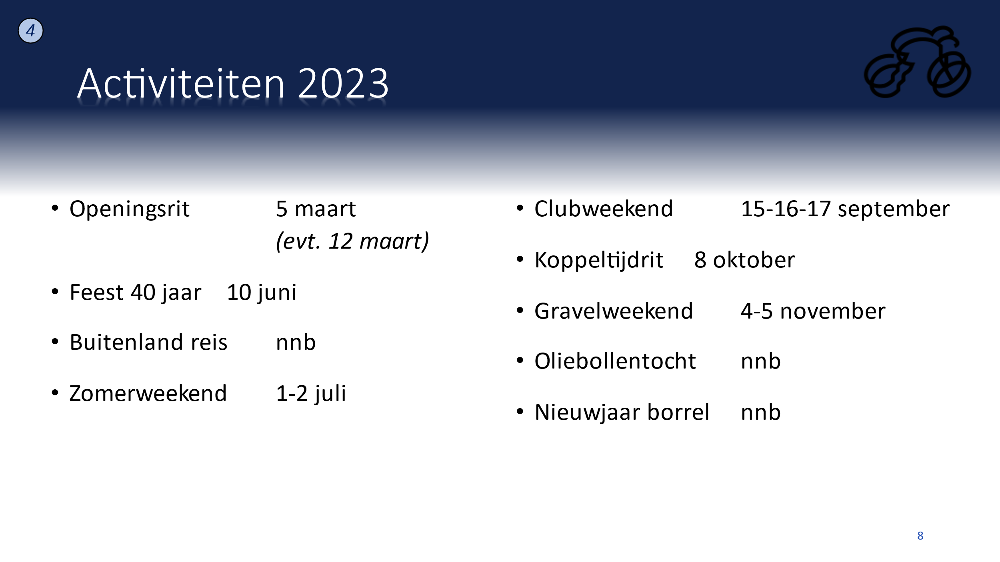 4
Activiteiten 2023
• Openingsrit 5 maart
(evt. 12 maart)
• Feest 40 jaar 10 juni
• Buitenland reis nnb
• Zomerweekend 1-2 juli
• Clubweekend 15-16-17 september
• Koppeltijdrit 8 oktober
• Gravelweekend 4-5 november
• Oliebollentocht nnb
• Nieuwjaar borrel nnb
8